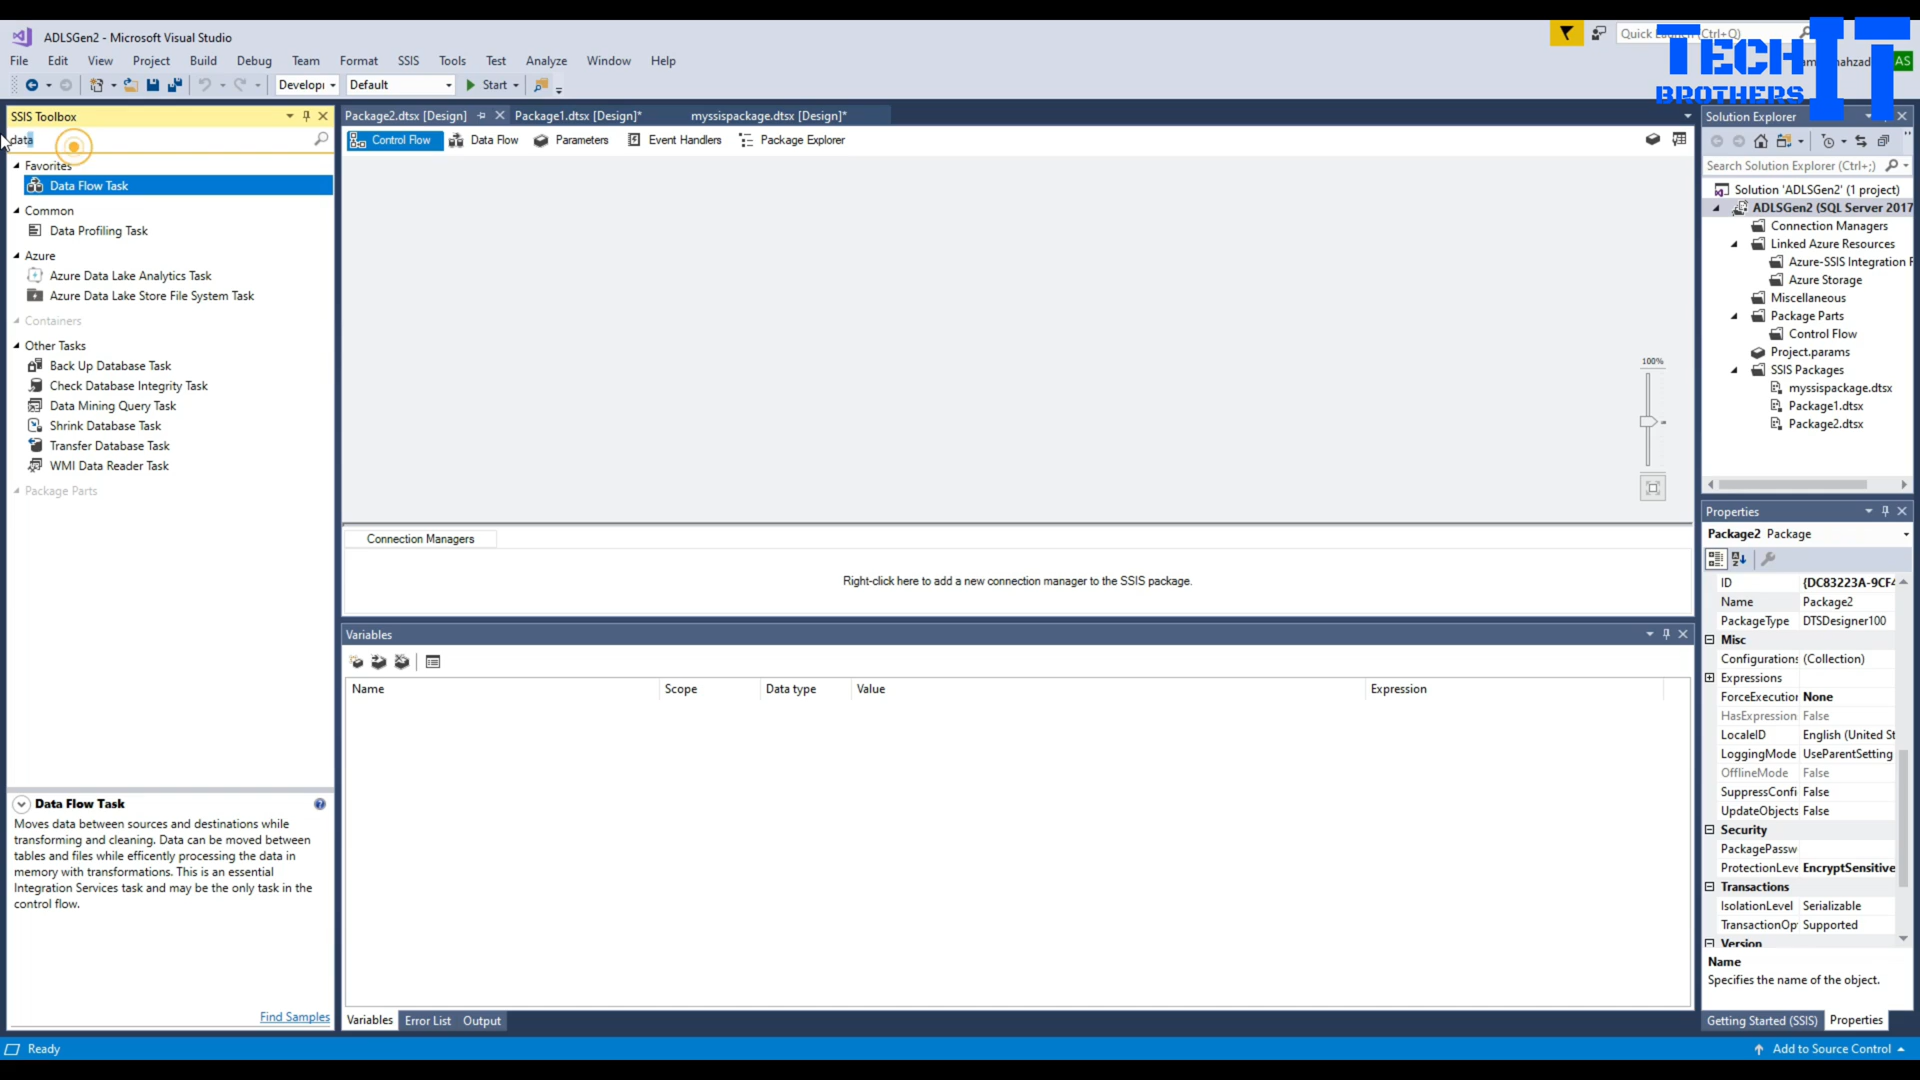 ADLSGen2 - Microsoft Visual Studio
Quick (Ctrl+Q)
TECH IT
BROTHERS
AS
File Edit View Project Build Debug Team Format SSIS Tools Test Analyze Window Help
Developi Default Start
SSIS Toolbox
data
Favorites
Data Flow Task
Common
Data Profiling Task
Azure
Azure Data Lake Analytics Task
Azure Data Lake Store File System Task
Containers
Other Tasks
Back Up Database Task
Check Database Integrity Task
Data Mining Query Task
Shrink Database Task
Transfer Database Task
WMI Data Reader Task
Package Parts
Data Flow Task
Moves data between sources and destinations while
transforming and cleaning. Data can be moved between
tables and files while efficently processing the data in
memory with transformations. This is an essential
Integration Services task and may be the only task in the
control flow.
Find Samples
Package2.dtsx [Design] Package1.dtsx [Design]* myssispackage.dtsx [Design]*
Control Flow Data Flow Parameters Event Handlers Package Explorer
100%
Connection Managers
Right-click here to add a new connection manager to the SSIS package.
Variables
Name Scope Data type Value Expression
Variables Error List Output
Solution Explorer
Search Solution Explorer (Ctrl+;)
Solution 'ADLSGen2' (1 project)
ADLSGen2 (SQL Server 2017
Connection Managers
Linked Azure Resources
Azure-SSIS Integration
Azure Storage
Miscellaneous
Package Parts
Control Flow
Project.params
SSIS Packages
myssispackage.dtsx
Package1.dtsx
Package2.dtsx
Properties
Package2 Package
ID {DC83223A-9CF4
Name Package2
PackageType DTSDesigner100
Misc
Configurations (Collection)
Expressions
ForceExecution None
HasExpression False
LocaleID English (United St
LoggingMode UseParentSetting
OfflineMode False
SuppressConfi False
UpdateObjects False
Security
PackagePassw
ProtectionLeve EncryptSensitive
Transactions
IsolationLevel Serializable
TransactionOp Supported
Version
Name
Specifies the name of the object.
Getting Started (SSIS) Properties
Ready
Add to Source Control